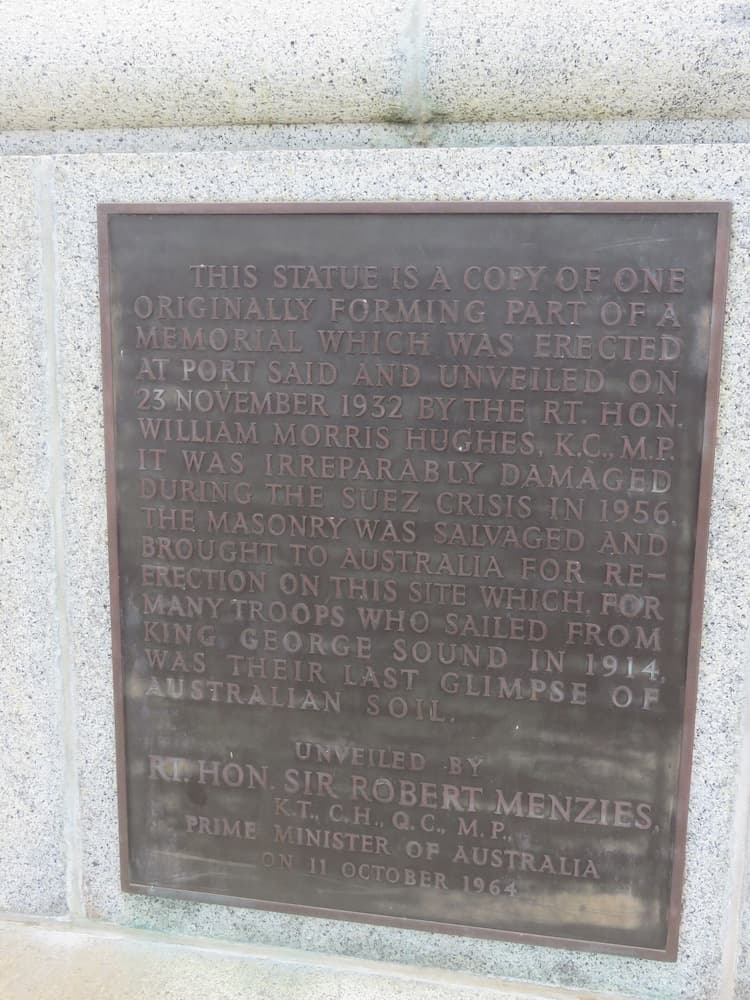 THIS STATUE IS A COPY OF ONE
ORIGINALLY FORMING PART OF A
MEMORIAL WHICH WAS ERECTED
AT PORT SAID AND UNVEILED ON
23 NOVEMBER 1932 BY THE RT. HON.
WILLIAM MORRIS HUGHES, K.C., M.P.
IT WAS IRREPARABLY DAMAGED
DURING THE SUEZ CRISIS IN 1956.
THE MASONRY WAS SALVAGED AND
BROUGHT TO AUSTRALIA FOR RE-
ERECTION ON THIS SITE WHICH, FOR
MANY TROOPS WHO SAILED FROM
KING GEORGE SOUND IN 1914,
WAS THEIR LAST GLIMPSE OF
AUSTRALIAN SOIL.
UNVEILED BY
RT. HON. SIR ROBERT MENZIES,
K.T., C.H., Q.C., M.P.,
PRIME MINISTER OF AUSTRALIA
ON 11 OCTOBER 1964